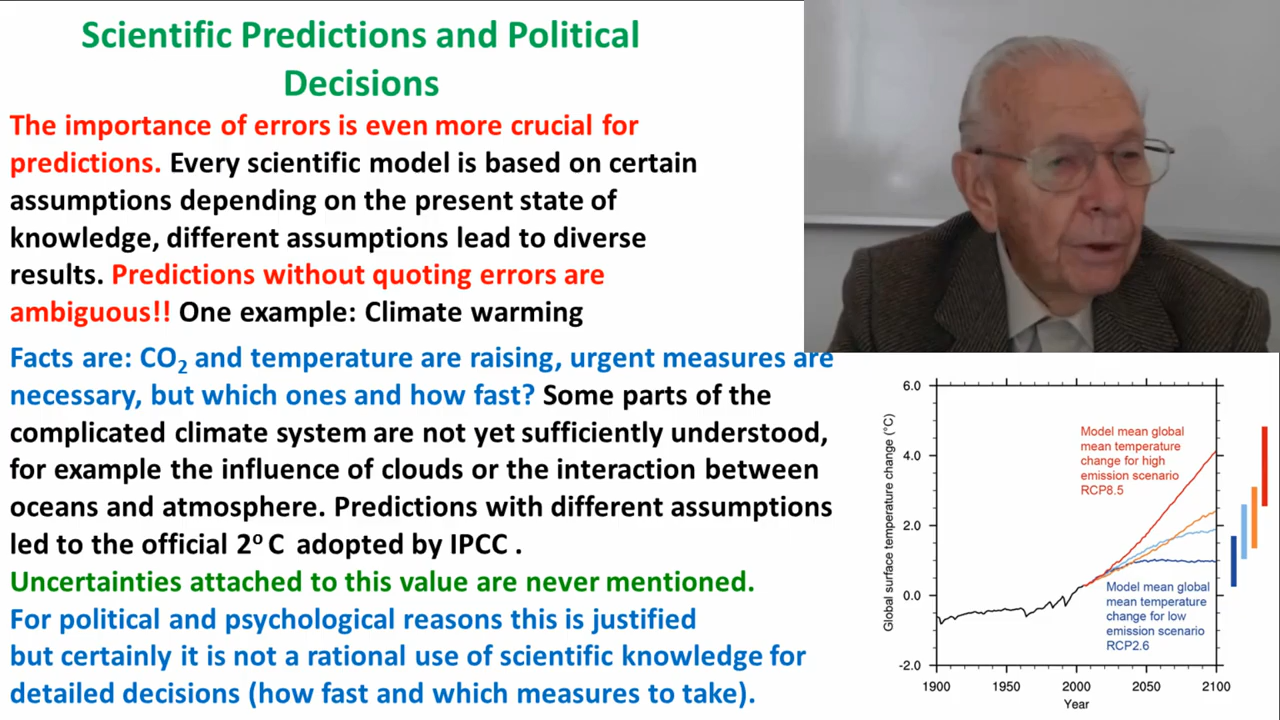 Scientific Predictions and Political
Decisions
The importance of errors is even more crucial for
predictions. Every scientific model is based on certain
assumptions depending on the present state of
knowledge, different assumptions lead to diverse
results. Predictions without quoting errors are
ambiguous!! One example: Climate warming
Facts are: CO₂ and temperature are raising, urgent measures are
necessary, but which ones and how fast? Some parts of the
complicated climate system are not yet sufficiently understood,
for example the influence of clouds or the interaction between
oceans and atmosphere. Predictions with different assumptions
led to the official 2º C adopted by IPCC .
Uncertainties attached to this value are never mentioned.
For political and psychological reasons this is justified
but certainly it is not a rational use of scientific knowledge for
detailed decisions (how fast and which measures to take).
Global surface temperature change (°C)
6.0
4.0
2.0
0.0
-2.0
Model mean global
mean temperature
change for high
emission scenario
RCP8.5
Model mean global
mean temperature
change for low
emission scenario
RCP2.6
1900
1950
2000
2050
2100
Year